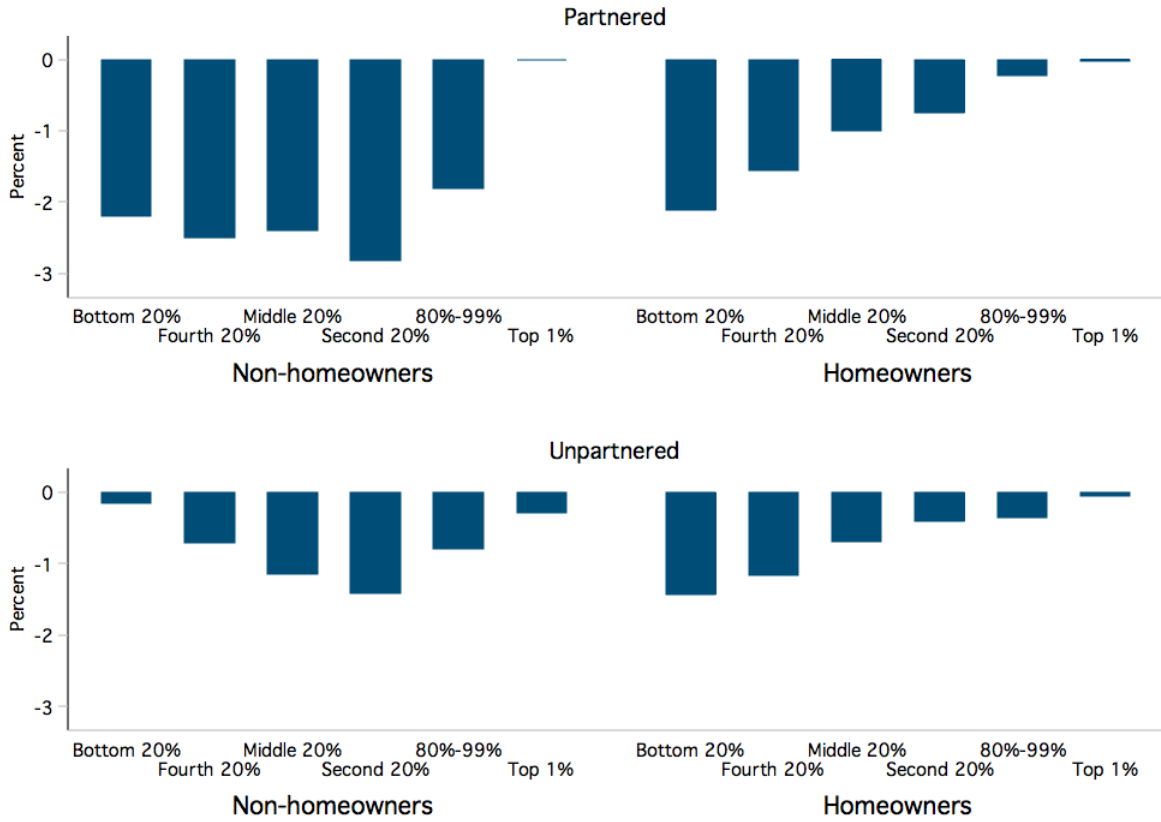 Partnered
0
-1
-2
-3
Percent
Bottom 20% Middle 20% 80%-99% Bottom 20% Middle 20% 80%-99%
Fourth 20% Second 20% Top 1% Fourth 20% Second 20% Top 1%
Non-homeowners Homeowners
Unpartnered
0
-1
-2
-3
Percent
Bottom 20% Middle 20% 80%-99% Bottom 20% Middle 20% 80%-99%
Fourth 20% Second 20% Top 1% Fourth 20% Second 20% Top 1%
Non-homeowners Homeowners